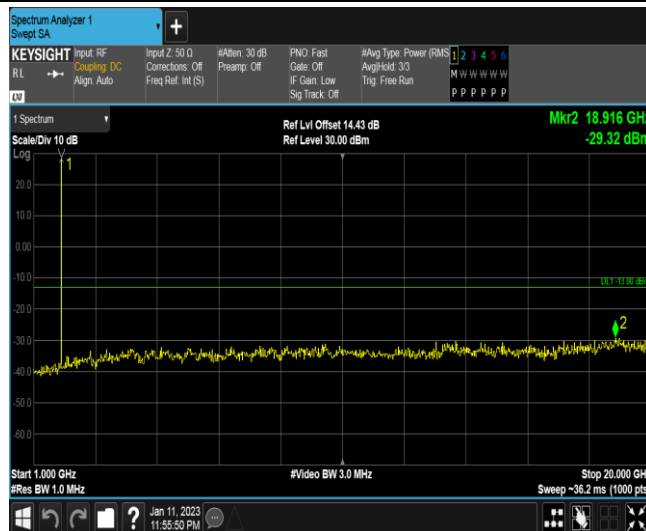 Spectrum Analyzer 1
Swept SA
KEYSIGHT
RL
LXI
Input: RF
Coupling: DC
Align: Auto
Input Z: 50 Ω
Corrections: Off
Freq Ref: Int (S)
#Atten: 30 dB
Preamp: Off
PNO: Fast
Gate: Off
IF Gain: Low
Sig Track: Off
#Avg Type: Power (RMS
Avg|Hold: 3/3
Trig: Free Run
1 2 3 4 5 6
M W W W W W
P P P P P P
1 Spectrum
Scale/Div 10 dB
Ref Lvl Offset 14.43 dB
Ref Level 30.00 dBm
Mkr2 18.916 GHz
-29.32 dBm
Log
1
20.0
10.0
0.00
-10.0
DL1 -13.00 dBm
-20.0
2
-30.0
-40.0
-50.0
-60.0
Start 1.000 GHz
#Video BW 3.0 MHz
Stop 20.000 GHz
#Res BW 1.0 MHz
Sweep ~36.2 ms (1000 pts
?
Jan 11, 2023
11:55:50 PM